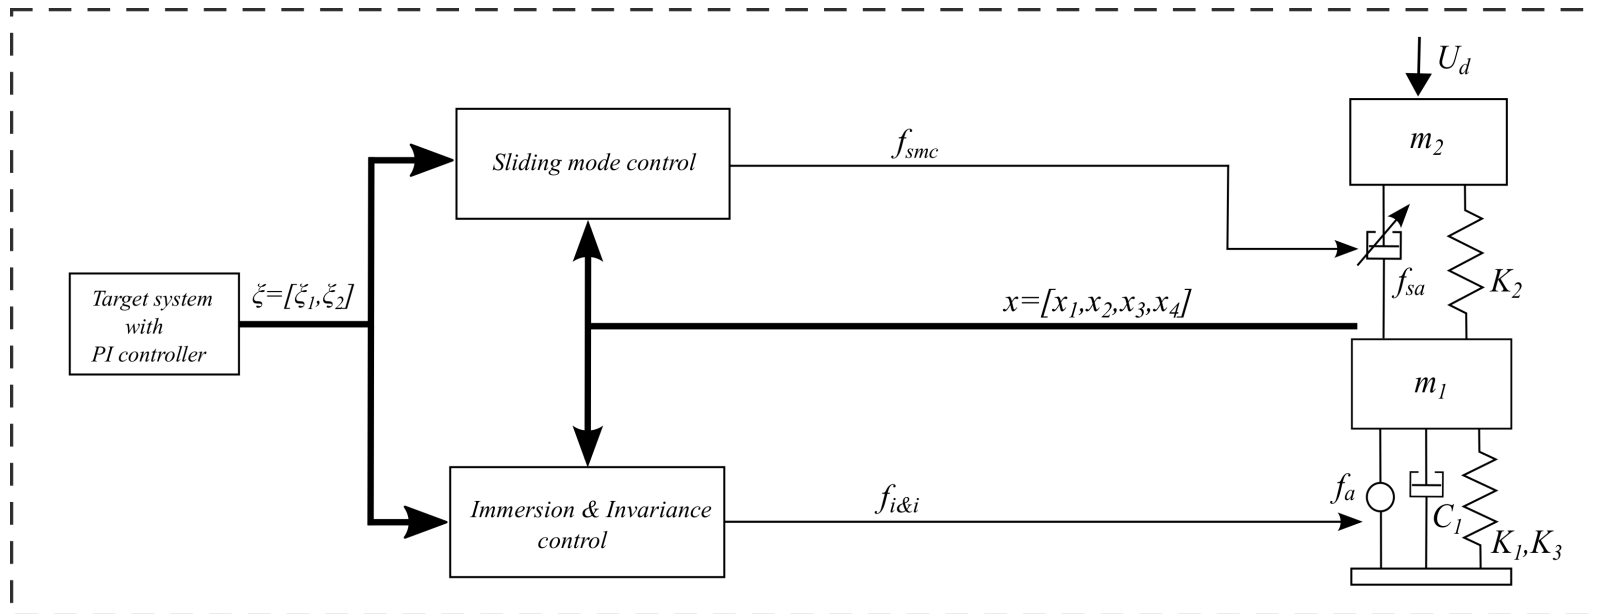 U_d
m_2
f_smc
Sliding mode control
f_sa
K_2
ξ=[ξ_1,ξ_2]
x=[x_1,x_2,x_3,x_4]
Target system
with
PI controller
m_1
f_a
C_1
K_1,K_3
f_i&i
Immersion & Invariance
control